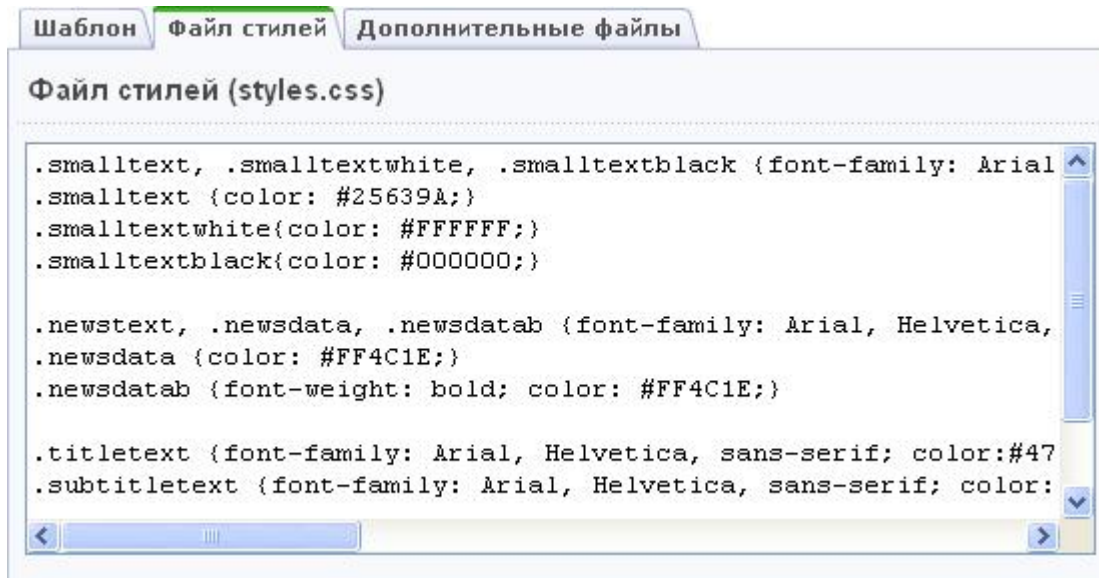 Шаблон Файл стилей Дополнительные файлы
Файл стилей (styles.css)
.smalltext, .smalltextwhite, .smalltextblack {font-family: Arial
.smalltext {color: #25639A;}
.smalltextwhite{color: #FFFFFF;}
.smalltextblack{color: #000000;}
.newstext, .newsdata, .newsdatab {font-family: Arial, Helvetica,
.newsdata {color: #FF4C1E;}
.newsdatab {font-weight: bold; color: #FF4C1E;}
.titletext {font-family: Arial, Helvetica, sans-serif; color:#47
.subtitletext {font-family: Arial, Helvetica, sans-serif; color: